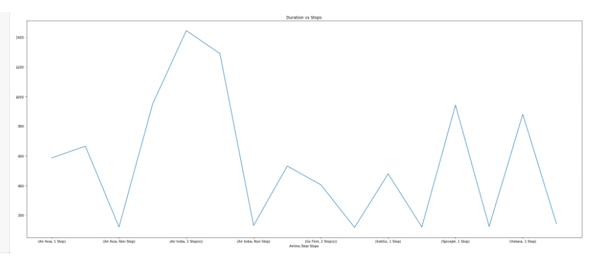 Duration vs Stops
1400
1200
1000
800
600
400
200
(Air Asia, 1 Stop) (Air Asia, Non Stop) (Air India, 2 Stop(s)) (Air India, Non Stop) (Go First, 2 Stop(s)) (IndiGo, 1 Stop) (SpiceJet, 1 Stop) (Vistara, 1 Stop)
Airline,Total Stops